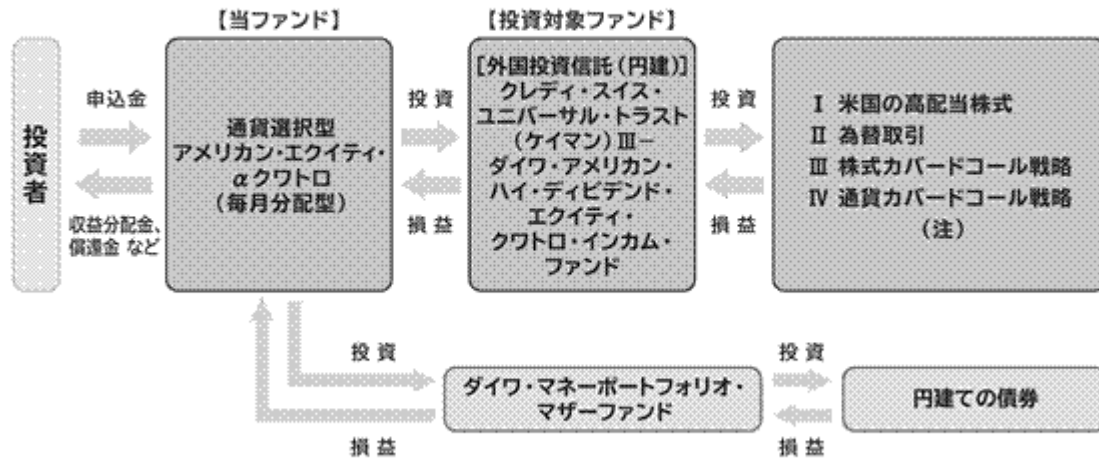 【当ファンド】
【投資対象ファンド】
投資者
申込金
収益分配金、
償還金 など
通貨選択型
アメリカン・エクイティ・
αクワトロ
(毎月分配型)
投 資
損 益
[外国投資信託(円建)]
クレディ・スイス・
ユニバーサル・トラスト
(ケイマン)Ⅲ－
ダイワ・アメリカン・
ハイ・ディビデンド・
エクイティ・
クワトロ・インカム・
ファンド
投 資
損 益
Ⅰ 米国の高配当株式
Ⅱ 為替取引
Ⅲ 株式カバードコール戦略
Ⅳ 通貨カバードコール戦略
(注)
投 資
損 益
ダイワ・マネーポートフォリオ・
マザーファンド
投 資
損 益
円建ての債券